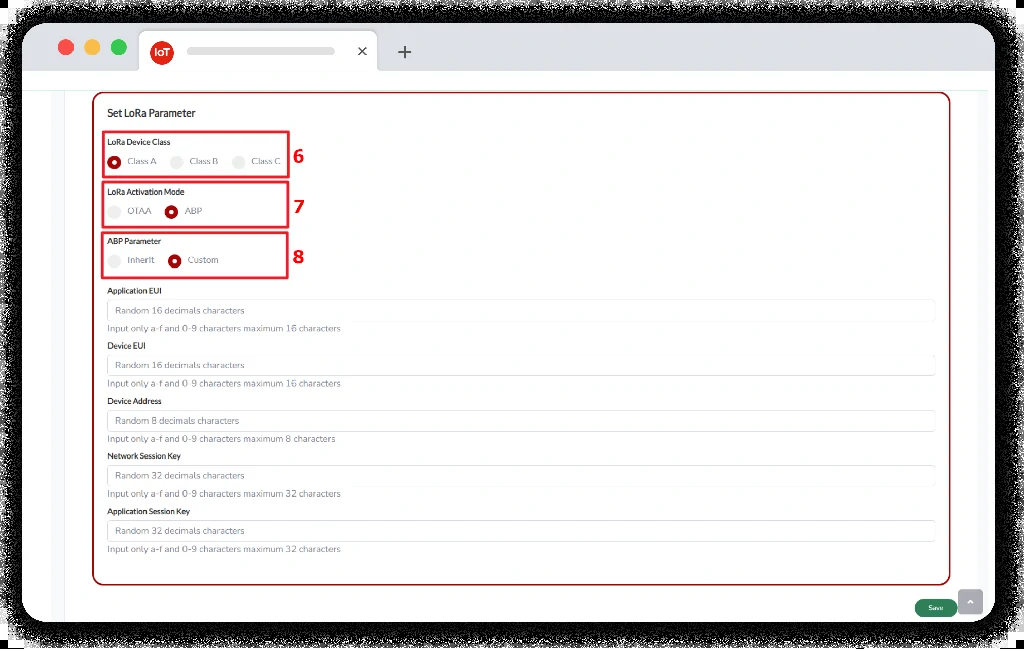 IoT
Set LoRa Parameter
LoRa Device Class
Class A Class B Class C 6
LoRa Activation Mode
OTAA ABP 7
ABP Parameter
Inherit Custom 8
Application EUI
Random 16 decimals characters
Input only a-f and 0-9 characters maximum 16 characters
Device EUI
Random 16 decimals characters
Input only a-f and 0-9 characters maximum 16 characters
Device Address
Random 8 decimals characters
Input only a-f and 0-9 characters maximum 8 characters
Network Session Key
Random 32 decimals characters
Input only a-f and 0-9 characters maximum 32 characters
Application Session Key
Random 32 decimals characters
Input only a-f and 0-9 characters maximum 32 characters
Save